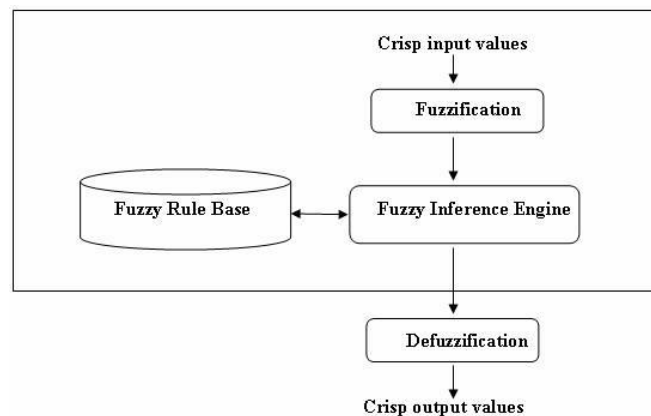 Crisp input values
Fuzzification
Fuzzy Rule Base
Fuzzy Inference Engine
Defuzzification
Crisp output values